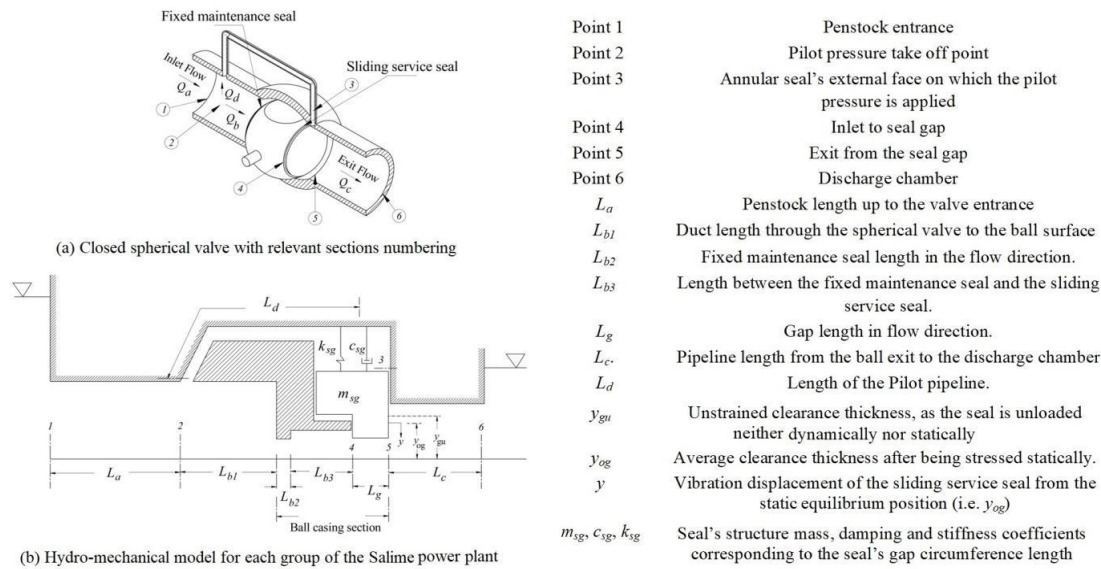 Fixed maintenance seal
Sliding service seal
Inlet Flow
Qa
Qd
Qb
1
2
3
4
5
6
Exit Flow
Qc
(a) Closed spherical valve with relevant sections numbering
Ld
ksg
csg
3
msg
y
yog
ygu
1
2
4
5
6
La
Lb1
Lb2
Lb3
Lg
Lc
Ball casing section
(b) Hydro-mechanical model for each group of the Salime power plant
Point 1 Penstock entrance
Point 2 Pilot pressure take off point
Point 3 Annular seal's external face on which the pilot
pressure is applied
Point 4 Inlet to seal gap
Point 5 Exit from the seal gap
Point 6 Discharge chamber
La Penstock length up to the valve entrance
Lb1 Duct length through the spherical valve to the ball surface
Lb2 Fixed maintenance seal length in the flow direction.
Lb3 Length between the fixed maintenance seal and the sliding
service seal.
Lg Gap length in flow direction.
Lc. Pipeline length from the ball exit to the discharge chamber
Ld Length of the Pilot pipeline.
ygu Unstrained clearance thickness, as the seal is unloaded
neither dynamically nor statically
yog Average clearance thickness after being stressed statically.
y Vibration displacement of the sliding service seal from the
static equilibrium position (i.e. yog)
msg, csg, ksg Seal's structure mass, damping and stiffness coefficients
corresponding to the seal's gap circumference length